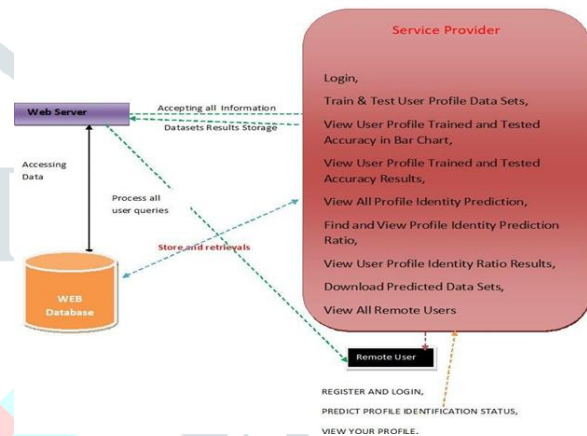 Service Provider
Login,
Train & Test User Profile Data Sets,
View User Profile Trained and Tested
Accuracy in Bar Chart,
View User Profile Trained and Tested
Accuracy Results,
View All Profile Identity Prediction,
Find and View Profile Identity Prediction
Ratio,
View User Profile Identity Ratio Results,
Download Predicted Data Sets,
View All Remote Users
Web Server
Accepting all Information
Datasets Results Storage
Accessing
Data
Process all
user queries
Store and retrievals
WEB
Database
Remote User
REGISTER AND LOGIN,
PREDICT PROFILE IDENTIFICATION STATUS,
VIEW YOUR PROFILE.